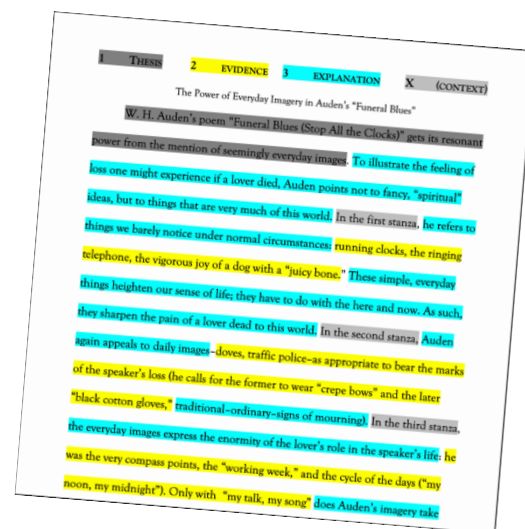 1 THESIS 2 EVIDENCE 3 EXPLANATION X (CONTEXT)
The Power of Everyday Imagery in Auden's "Funeral Blues"
W. H. Auden's poem "Funeral Blues (Stop All the Clocks)" gets its resonant
power from the mention of seemingly everyday images. To illustrate the feeling of
loss one might experience if a lover died, Auden points not to fancy, "spiritual"
ideas, but to things that are very much of this world. In the first stanza, he refers to
things we barely notice under normal circumstances: running clocks, the ringing
telephone, the vigorous joy of a dog with a "juicy bone." These simple, everyday
things heighten our sense of life; they have to do with the here and now. As such,
they sharpen the pain of a lover dead to this world. In the second stanza, Auden
again appeals to daily images–doves, traffic police–as appropriate to bear the marks
of the speaker's loss (he calls for the former to wear "crepe bows" and the later
"black cotton gloves," traditional–ordinary–signs of mourning). In the third stanza,
the everyday images express the enormity of the lover's role in the speaker's life: he
was the very compass points, the "working week," and the cycle of the days ("my
noon, my midnight"). Only with "my talk, my song" does Auden's imagery take